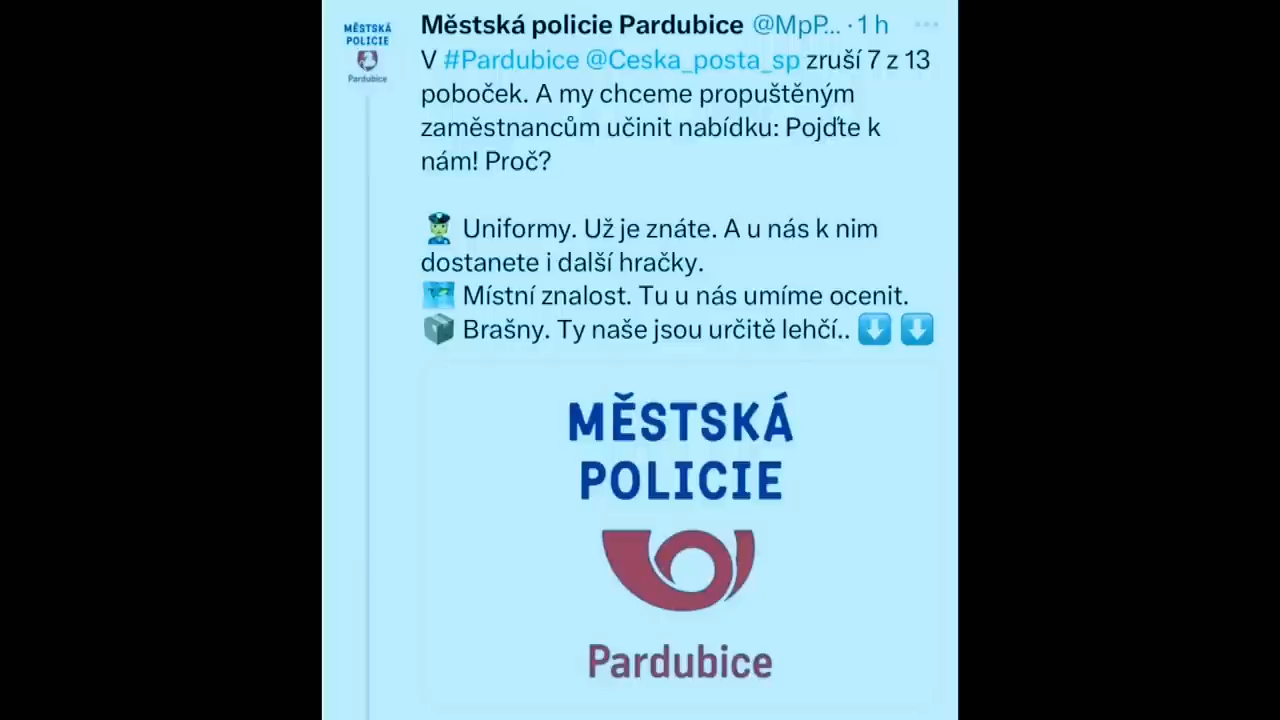 MĚSTSKÁ
POLICIE
Pardubice
Městská policie Pardubice @MpP... · 1 h
V #Pardubice @Ceska_posta_sp zruší 7 z 13
poboček. A my chceme propuštěným
zaměstnancům učinit nabídku: Pojďte k
nám! Proč?
Uniformy. Už je znáte. A u nás k nim
dostanete i další hračky.
Místní znalost. Tu u nás umíme ocenit.
Brašny. Ty naše jsou určitě lehčí..
MĚSTSKÁ
POLICIE
Pardubice